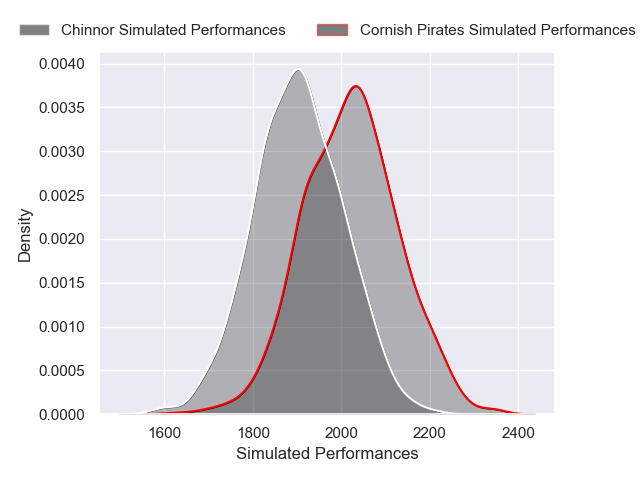 Chinnor Simulated Performances
Cornish Pirates Simulated Performances
0.0040
0.0035
0.0030
0.0025
0.0020
0.0015
0.0010
0.0005
0.0000
Density
1600 1800 2000 2200 2400
Simulated Performances